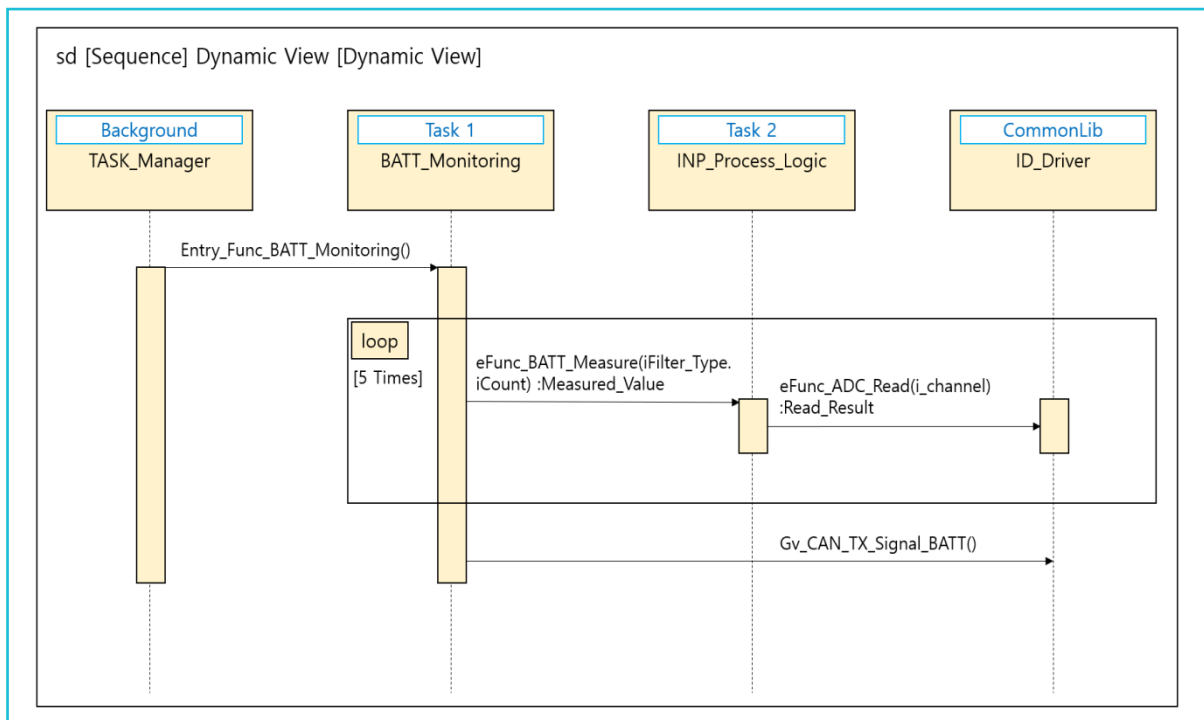 sd [Sequence] Dynamic View [Dynamic View]
Background
TASK_Manager
Task 1
BATT_Monitoring
Task 2
INP_Process_Logic
CommonLib
ID_Driver
Entry_Func_BATT_Monitoring()
loop
[5 Times]
eFunc_BATT_Measure(iFilter_Type.
iCount) :Measured_Value
eFunc_ADC_Read(i_channel)
:Read_Result
Gv_CAN_TX_Signal_BATT()